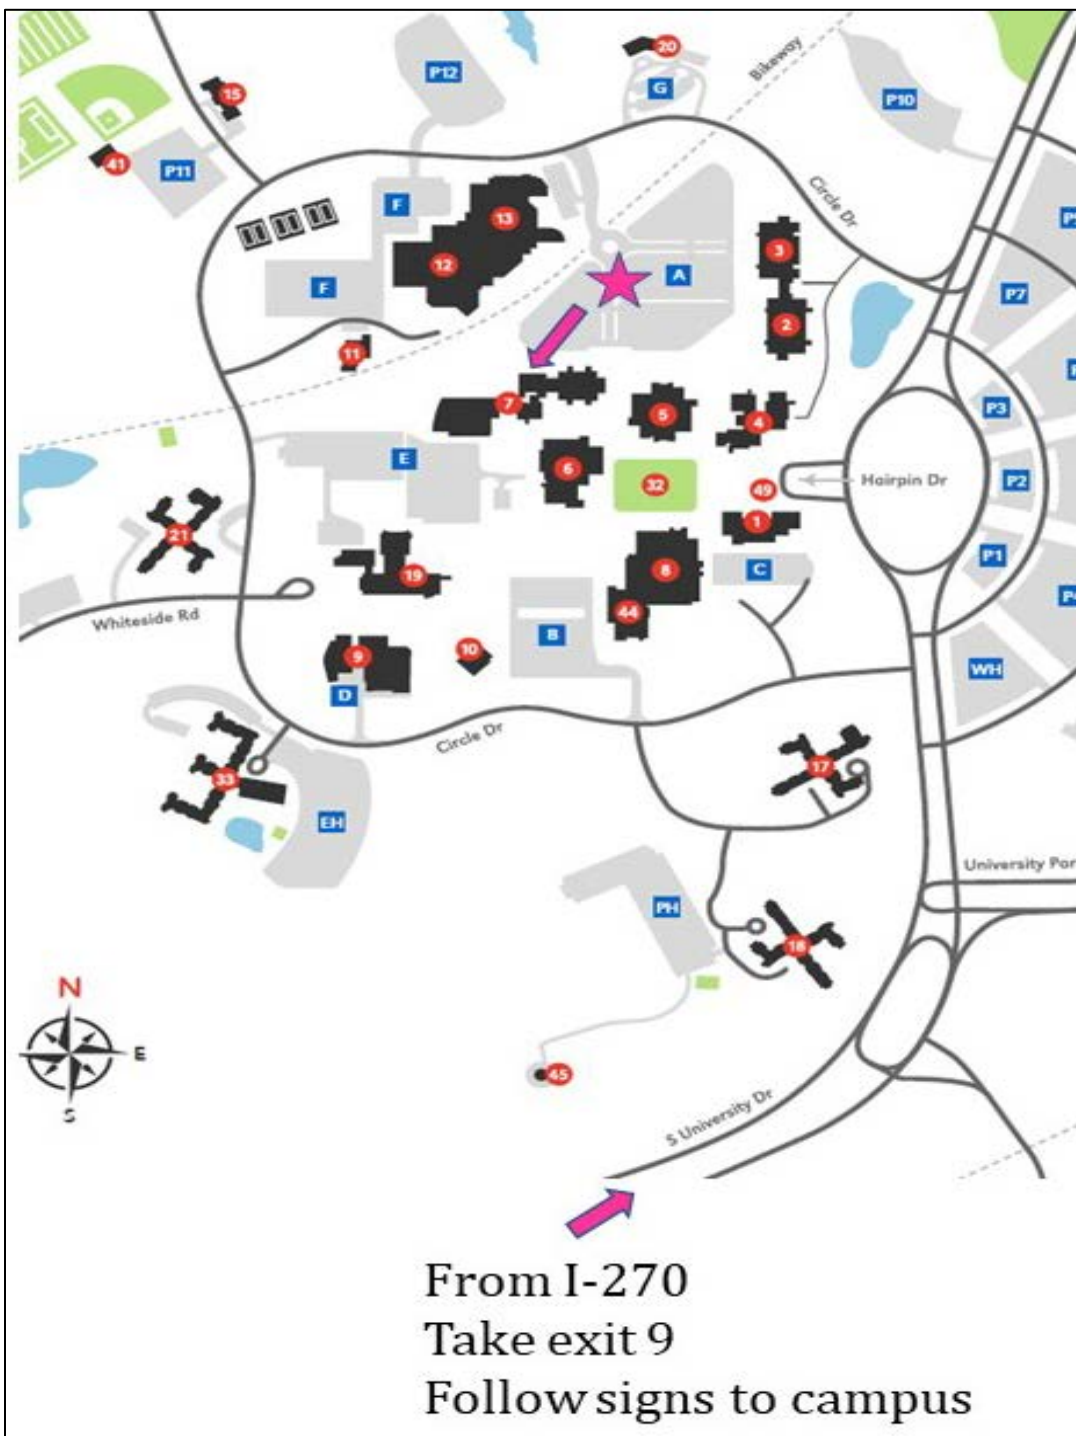 20
Bikeway
P12
G
15
P10
41
P11
Circle Dr
F
13
3
12
A
F
P7
2
11
7
5
4
P3
E
6
32
49
Hairpin Dr
P2
1
21
P1
19
8
C
44
Whiteside Rd
B
10
9
WH
D
Circle Dr
17
33
EH
University
PH
18
N
E
S
45
S University Dr
From I-270
Take exit 9
Follow signs to campus